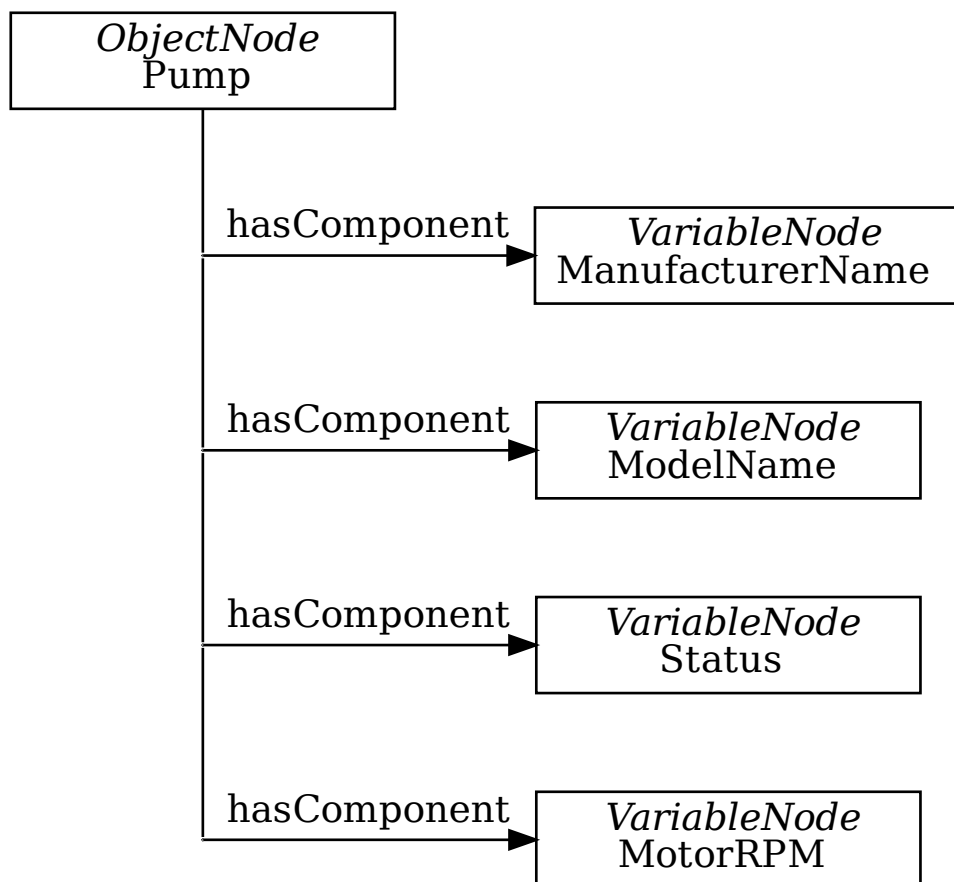 ObjectNode
Pump
hasComponent
VariableNode
ManufacturerName
hasComponent
VariableNode
ModelName
hasComponent
VariableNode
Status
hasComponent
VariableNode
MotorRPM